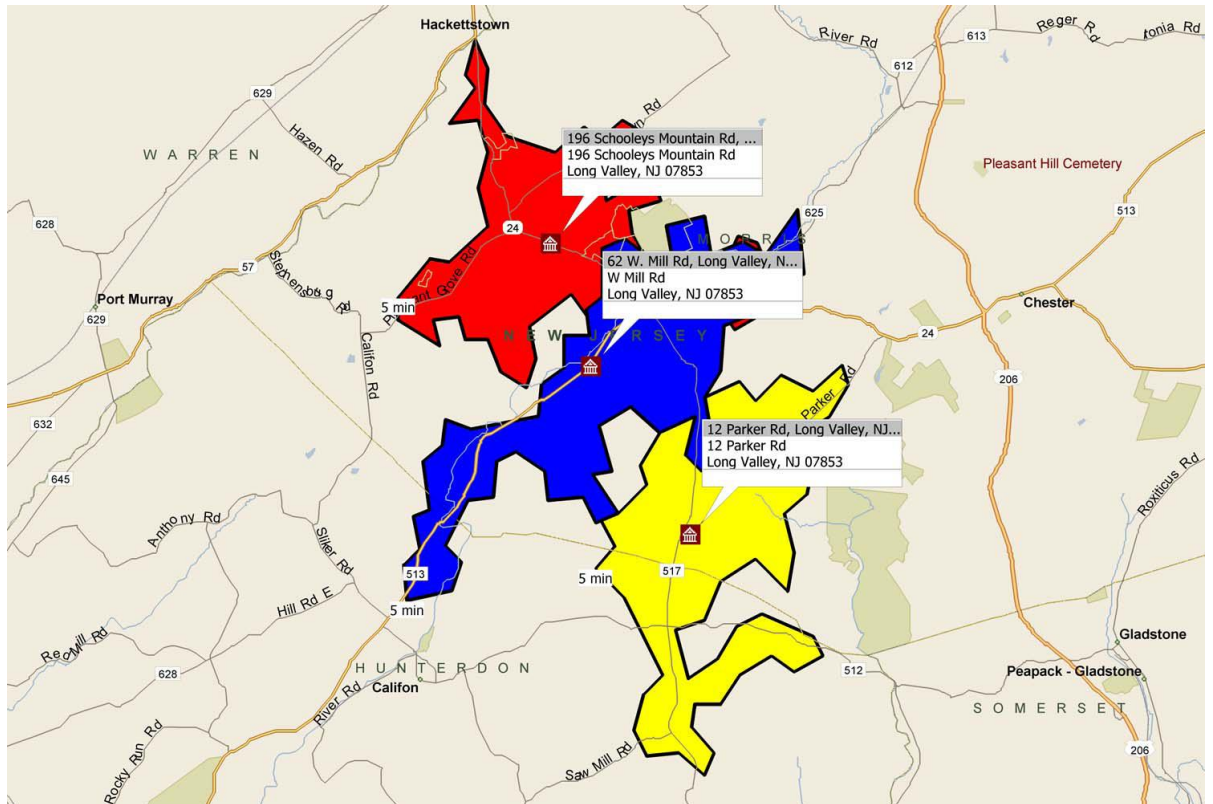 Hackettstown
River Rd
613
Reger Rd
tonia Rd
612
629
Hazen Rd
WARREN
196 Schooleys Mountain Rd, ...
196 Schooleys Mountain Rd
Long Valley, NJ 07853
Pleasant Hill Cemetery
628
24
625
513
MORRIS
57
Grove Rd
62 W. Mill Rd, Long Valley, N...
W Mill Rd
Long Valley, NJ 07853
Port Murray
5 min
Chester
629
NEW JERSEY
24
Califon Rd
206
Parker Rd
632
12 Parker Rd, Long Valley, NJ...
12 Parker Rd
Long Valley, NJ 07853
645
Roxiticus Rd
Anthony Rd
Sliker Rd
513
5 min
517
5 min
Hill Rd E
Gladstone
628
HUNTERDON
512
Peapack - Gladstone
Califon
River Rd
SOMERSET
Rocky Run Rd
Saw Mill Rd
206